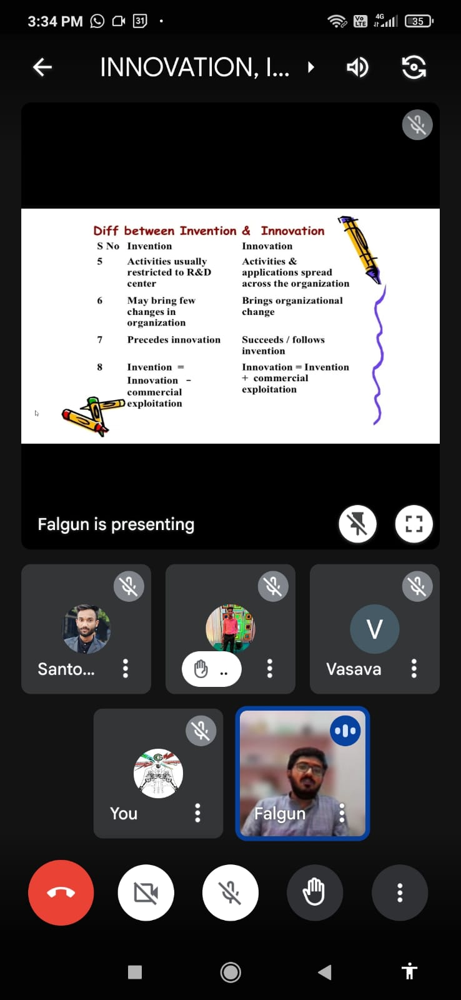 3:34 PM 31
Vo LTE 4G 35
INNOVATION, I...
Diff between Invention & Innovation
S No Invention Innovation
5 Activities usually Activities &
restricted to R&D applications spread
center across the organization
6 May bring few Brings organizational
changes in change
organization
7 Precedes innovation Succeeds / follows
invention
8 Invention = Innovation = Invention
Innovation - + commercial
commercial exploitation
exploitation
Falgun is presenting
Santo...
..
V
Vasava
You
Falgun